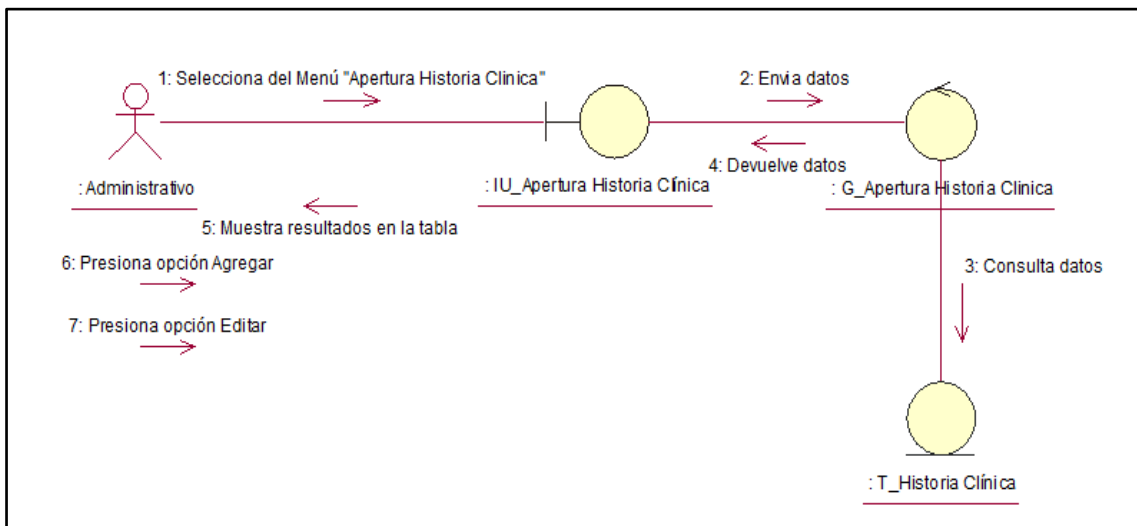 1: Selecciona del Menú "Apertura Historia Clinica"
2: Envia datos
4: Devuelve datos
: Administrativo
: IU_Apertura Historia Clínica
: G_Apertura Historia Clinica
5: Muestra resultados en la tabla
6: Presiona opción Agregar
3: Consulta datos
7: Presiona opción Editar
: T_Historia Clínica